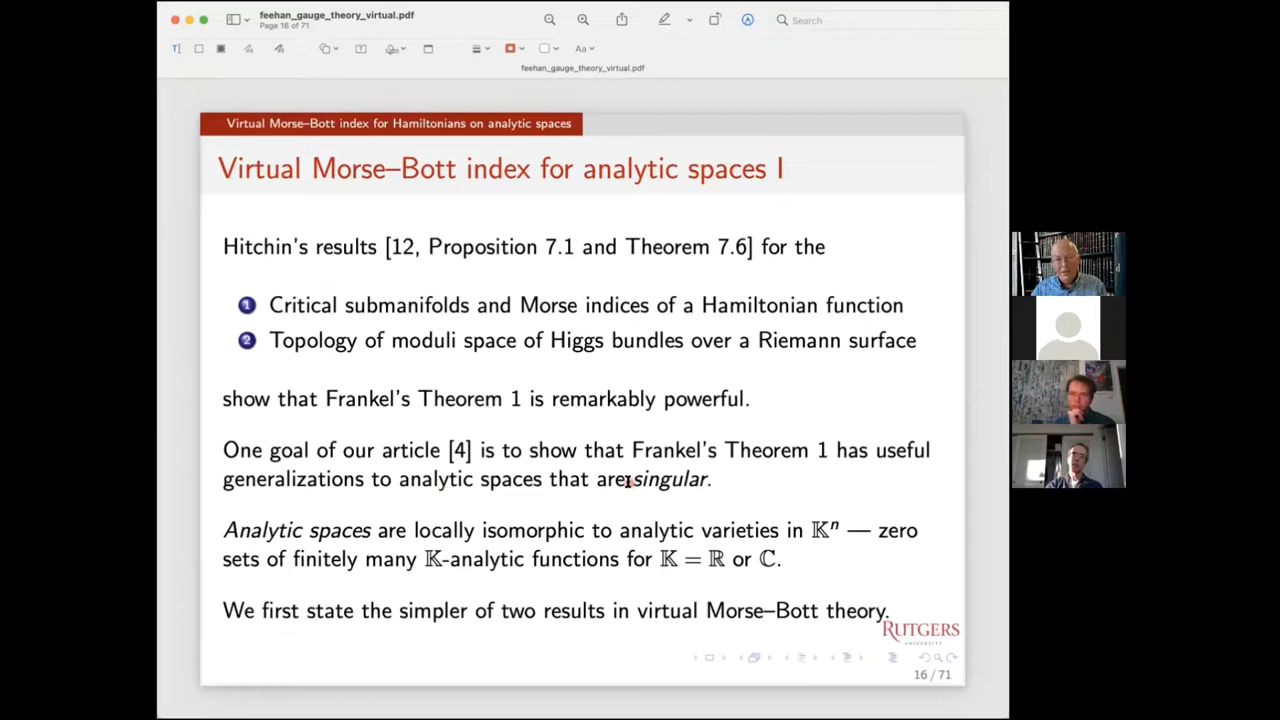 feehan_gauge_theory_virtual.pdf
Page 16 of 71
Search
feehan_gauge_theory_virtual.pdf
Virtual Morse–Bott index for Hamiltonians on analytic spaces
Virtual Morse–Bott index for analytic spaces I
Hitchin's results [12, Proposition 7.1 and Theorem 7.6] for the
1 Critical submanifolds and Morse indices of a Hamiltonian function
2 Topology of moduli space of Higgs bundles over a Riemann surface
show that Frankel's Theorem 1 is remarkably powerful.
One goal of our article [4] is to show that Frankel's Theorem 1 has useful
generalizations to analytic spaces that are singular.
Analytic spaces are locally isomorphic to analytic varieties in 𝕂ⁿ — zero
sets of finitely many 𝕂-analytic functions for 𝕂 = ℝ or ℂ.
We first state the simpler of two results in virtual Morse–Bott theory.
RUTGERS
UNIVERSITY
16 / 71